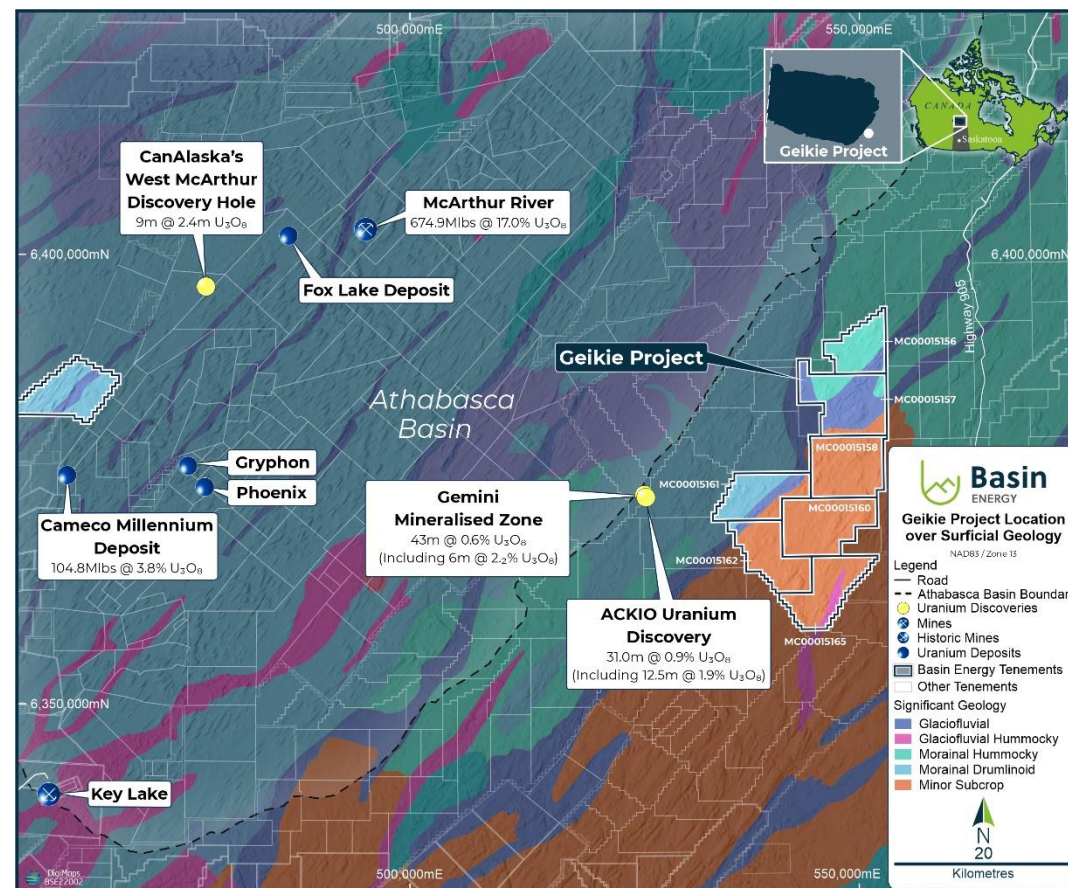 500,000mE
550,000mE
CANADA
Saskatoon
Geikie Project
CanAlaska's
West McArthur
Discovery Hole
9m @ 2.4m U₃O₈
McArthur River
674.9Mlbs @ 17.0% U₃O₈
6,400,000mN
6,400,000mN
Fox Lake Deposit
Highway 905
Geikie Project
MC00015156
MC00015157
Athabasca
Basin
MC00015158
Gryphon
Phoenix
MC00015161
MC00015160
Cameco Millennium
Deposit
104.8Mlbs @ 3.8% U₃O₈
Gemini
Mineralised Zone
43m @ 0.6% U₃O₈
(Including 6m @ 2.2% U₃O₈)
MC00015162
ACKIO Uranium
Discovery
31.0m @ 0.9% U₃O₈
(Including 12.5m @ 1.9% U₃O₈)
MC00015165
6,350,000mN
Key Lake
Basin
ENERGY
Geikie Project Location
over Surficial Geology
NAD83 / Zone 13
Legend
Road
Athabasca Basin Boundar
Uranium Discoveries
Mines
Historic Mines
Uranium Deposits
Basin Energy Tenements
Other Tenements
Significant Geology
Glaciofluvial
Glaciofluvial Hummocky
Morainal Hummocky
Morainal Drumlinoid
Minor Subcrop
N
20
Kilometres
DigMaps
BSE22002
500,000mE
550,000mE